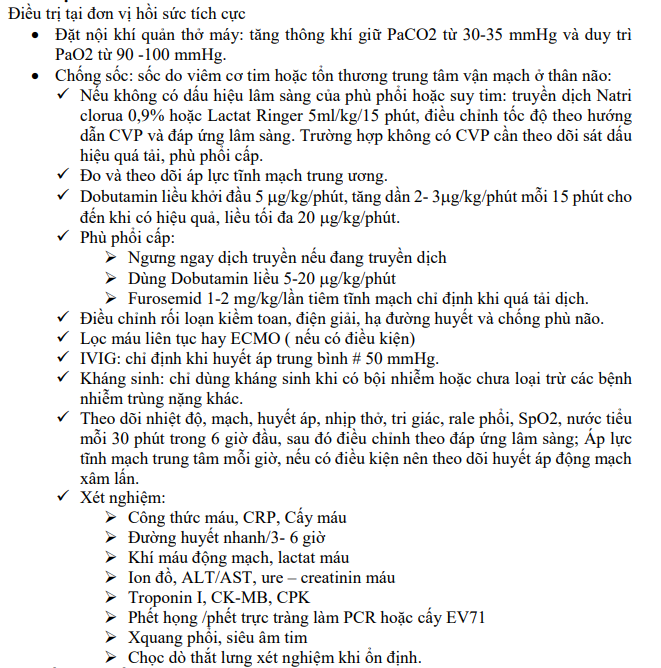 Điều trị tại đơn vị hồi sức tích cực
• Đặt nội khí quản thở máy: tăng thông khí giữ PaCO2 từ 30-35 mmHg và duy trì
PaO2 từ 90 -100 mmHg.
• Chống sốc: sốc do viêm cơ tim hoặc tổn thương trung tâm vận mạch ở thân não:
✓ Nếu không có dấu hiệu lâm sàng của phù phổi hoặc suy tim: truyền dịch Natri
clorua 0,9% hoặc Lactat Ringer 5ml/kg/15 phút, điều chỉnh tốc độ theo hướng
dẫn CVP và đáp ứng lâm sàng. Trường hợp không có CVP cần theo dõi sát dấu
hiệu quá tải, phù phổi cấp.
✓ Đo và theo dõi áp lực tĩnh mạch trung ương.
✓ Dobutamin liều khởi đầu 5 µg/kg/phút, tăng dần 2- 3µg/kg/phút mỗi 15 phút cho
đến khi có hiệu quả, liều tối đa 20 µg/kg/phút.
✓ Phù phổi cấp:
➢ Ngưng ngay dịch truyền nếu đang truyền dịch
➢ Dùng Dobutamin liều 5-20 µg/kg/phút
➢ Furosemid 1-2 mg/kg/lần tiêm tĩnh mạch chỉ định khi quá tải dịch.
✓ Điều chỉnh rối loạn kiềm toan, điện giải, hạ đường huyết và chống phù não.
✓ Lọc máu liên tục hay ECMO ( nếu có điều kiện)
✓ IVIG: chỉ định khi huyết áp trung bình # 50 mmHg.
✓ Kháng sinh: chỉ dùng kháng sinh khi có bội nhiễm hoặc chưa loại trừ các bệnh
nhiễm trùng nặng khác.
✓ Theo dõi nhiệt độ, mạch, huyết áp, nhịp thở, tri giác, rale phổi, SpO2, nước tiểu
mỗi 30 phút trong 6 giờ đầu, sau đó điều chỉnh theo đáp ứng lâm sàng; Áp lực
tĩnh mạch trung tâm mỗi giờ, nếu có điều kiện nên theo dõi huyết áp động mạch
xâm lấn.
✓ Xét nghiệm:
➢ Công thức máu, CRP, Cấy máu
➢ Đường huyết nhanh/3- 6 giờ
➢ Khí máu động mạch, lactat máu
➢ Ion đồ, ALT/AST, ure – creatinin máu
➢ Troponin I, CK-MB, CPK
➢ Phết họng /phết trực tràng làm PCR hoặc cấy EV71
➢ Xquang phổi, siêu âm tim
➢ Chọc dò thắt lưng xét nghiệm khi ổn định.